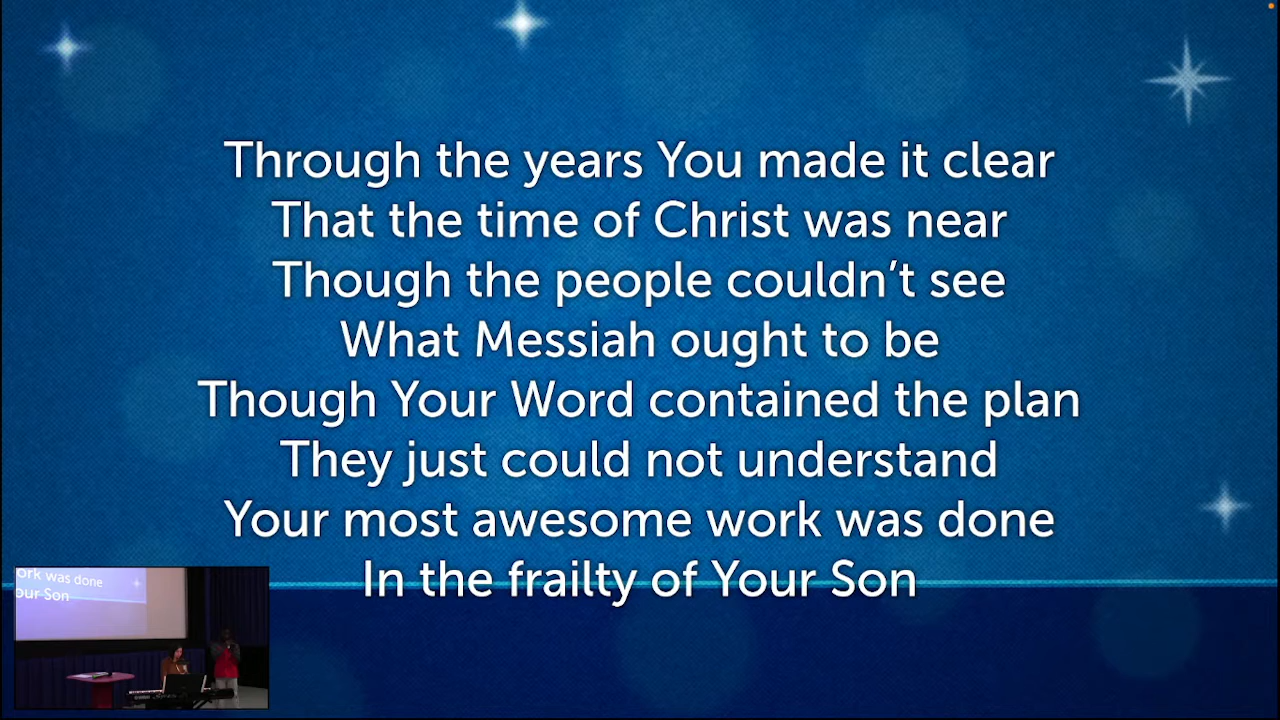 Through the years You made it clear
That the time of Christ was near
Though the people couldn’t see
What Messiah ought to be
Though Your Word contained the plan
They just could not understand
Your most awesome work was done
In the frailty of Your Son
ork was done
our Son